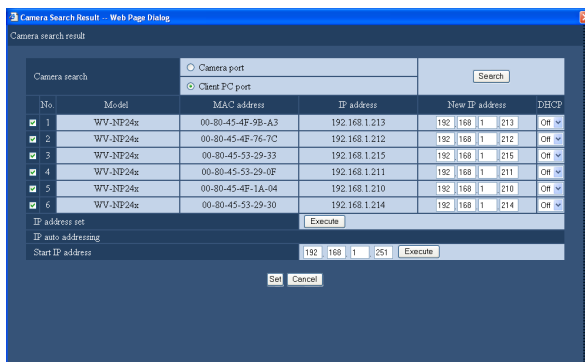 Camera Search Result -- Web Page Dialog
Camera search result
Camera search
Camera port
Client PC port
Search
No. Model MAC address IP address New IP address DHCP
1 WV-NP24x 00-80-45-4F-9B-A3 192.168.1.213 192 168 1 213 Off
2 WV-NP24x 00-80-45-4F-76-7C 192.168.1.212 192 168 1 212 Off
3 WV-NP24x 00-80-45-53-29-33 192.168.1.215 192 168 1 215 Off
4 WV-NP24x 00-80-45-53-29-0F 192.168.1.211 192 168 1 211 Off
5 WV-NP24x 00-80-45-4F-1A-04 192.168.1.210 192 168 1 210 Off
6 WV-NP24x 00-80-45-53-29-30 192.168.1.214 192 168 1 214 Off
IP address set Execute
IP auto addressing
Start IP address 192 168 1 251 Execute
Set Cancel